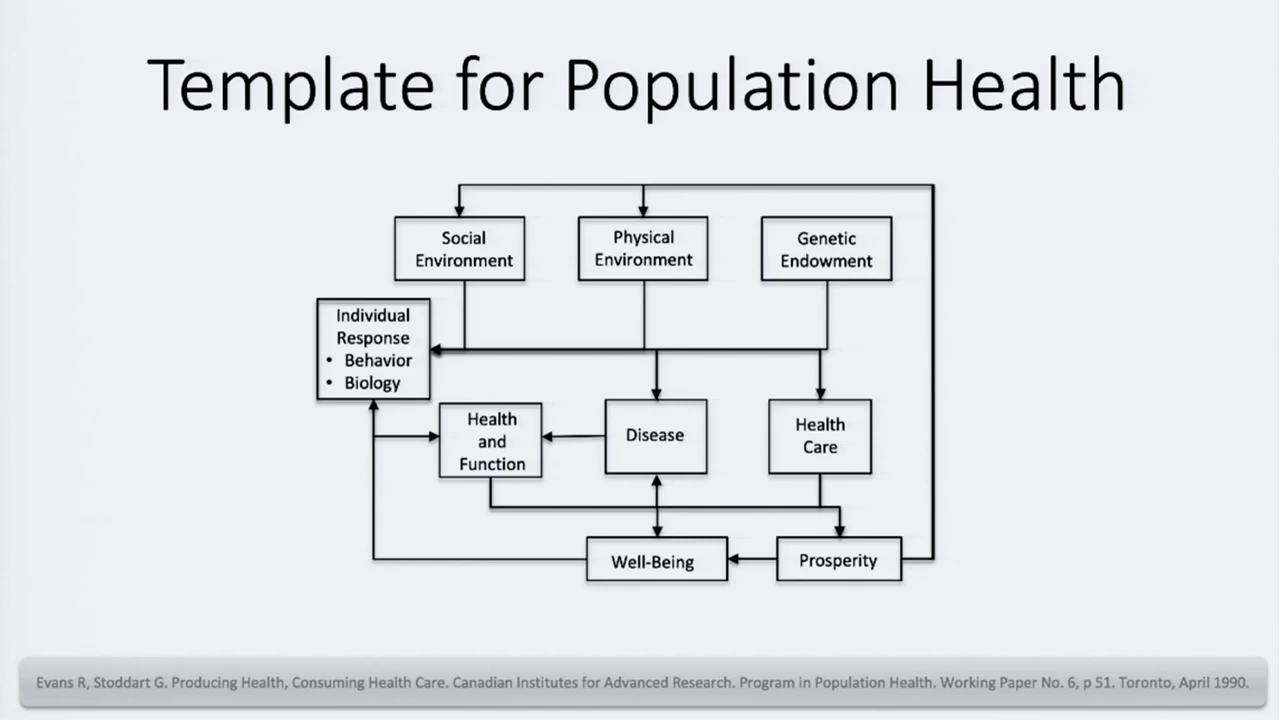 Template for Population Health
Social
Environment
Physical
Environment
Genetic
Endowment
Individual
Response
• Behavior
• Biology
Health
and
Function
Disease
Health
Care
Well-Being
Prosperity
Evans R, Stoddart G. Producing Health, Consuming Health Care. Canadian Institutes for Advanced Research. Program in Population Health. Working Paper No. 6, p 51. Toronto, April 1990.